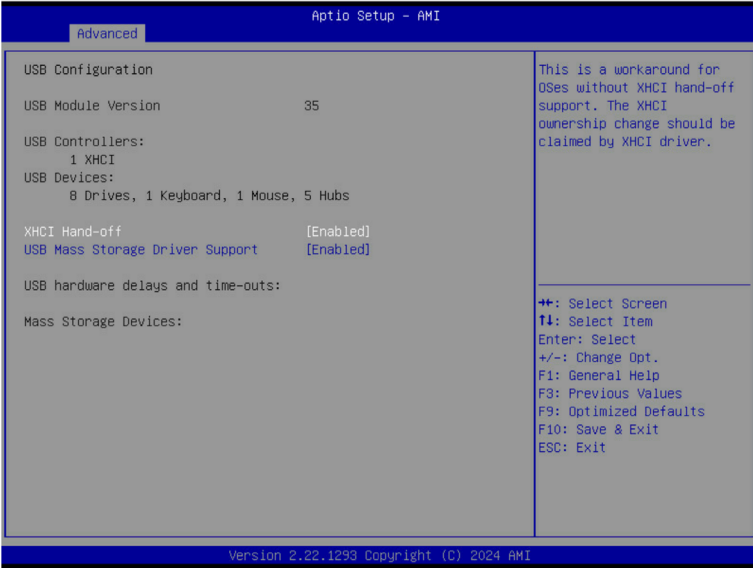 Aptio Setup - AMI
Advanced
USB Configuration
USB Module Version 35
USB Controllers:
1 XHCI
USB Devices:
8 Drives, 1 Keyboard, 1 Mouse, 5 Hubs
XHCI Hand-off [Enabled]
USB Mass Storage Driver Support [Enabled]
USB hardware delays and time-outs:
Mass Storage Devices:
This is a workaround for
OSes without XHCI hand-off
support. The XHCI
ownership change should be
claimed by XHCI driver.
→←: Select Screen
↑↓: Select Item
Enter: Select
+/-: Change Opt.
F1: General Help
F3: Previous Values
F9: Optimized Defaults
F10: Save & Exit
ESC: Exit
Version 2.22.1293 Copyright (C) 2024 AMI